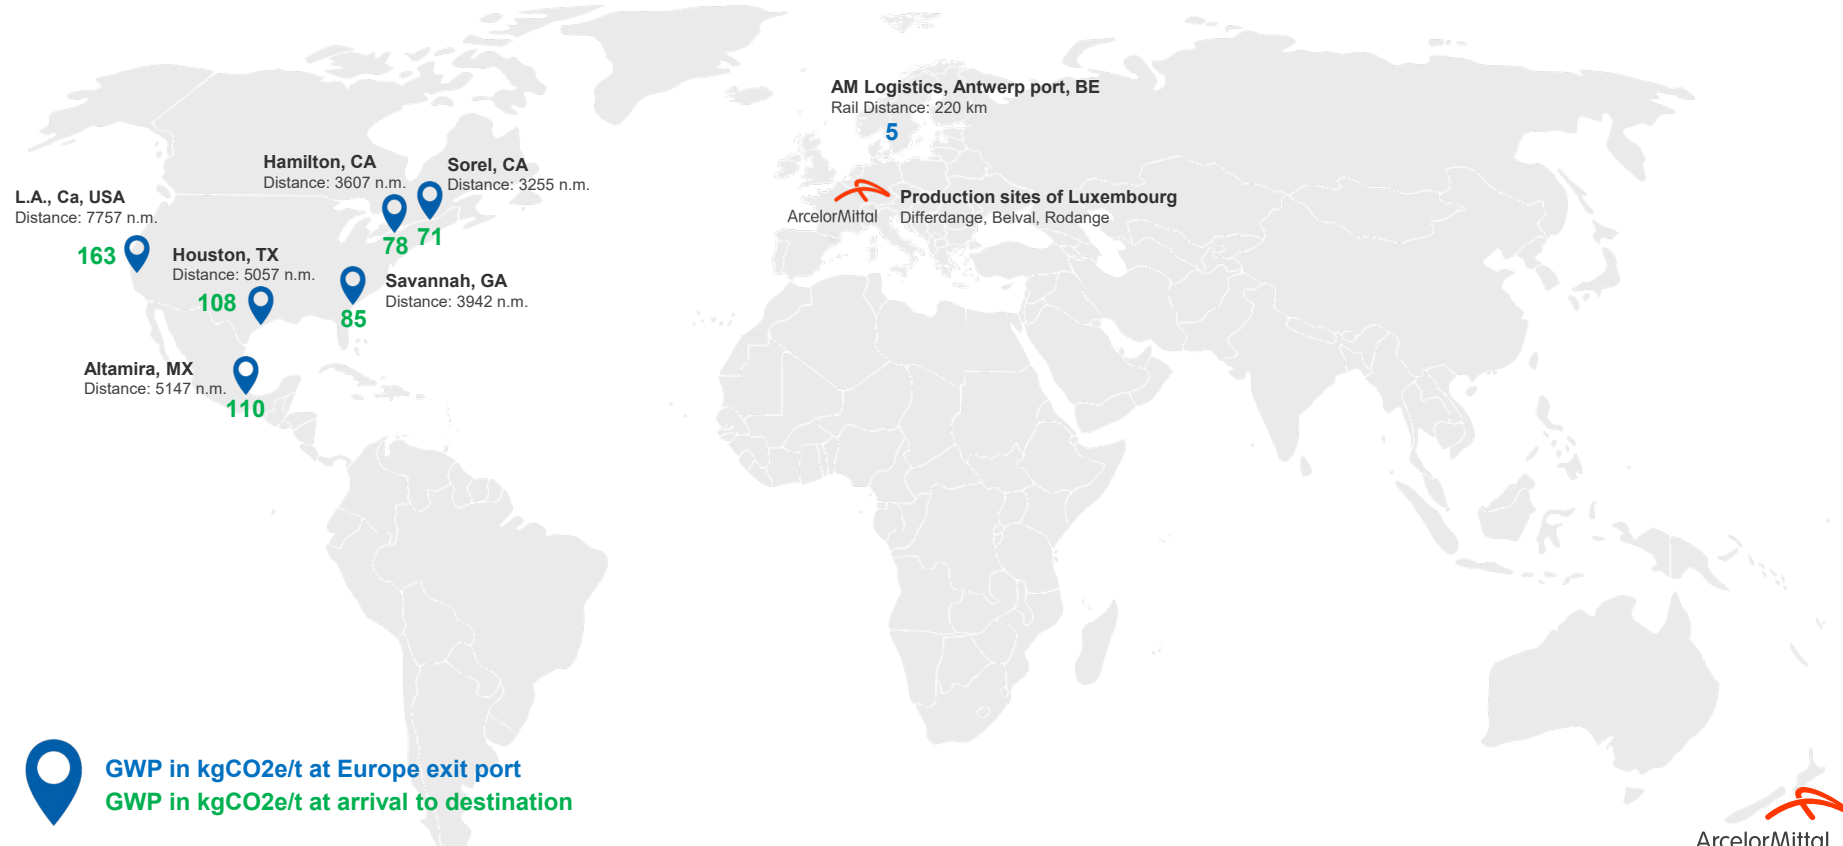 AM Logistics, Antwerp port, BE
Rail Distance: 220 km
5
Hamilton, CA
Distance: 3607 n.m.
78
Sorel, CA
Distance: 3255 n.m.
71
L.A., Ca, USA
Distance: 7757 n.m.
163
ArcelorMittal
Production sites of Luxembourg
Differdange, Belval, Rodange
Houston, TX
Distance: 5057 n.m.
108
Savannah, GA
Distance: 3942 n.m.
85
Altamira, MX
Distance: 5147 n.m.
110
GWP in kgCO2e/t at Europe exit port
GWP in kgCO2e/t at arrival to destination
ArcelorMittal